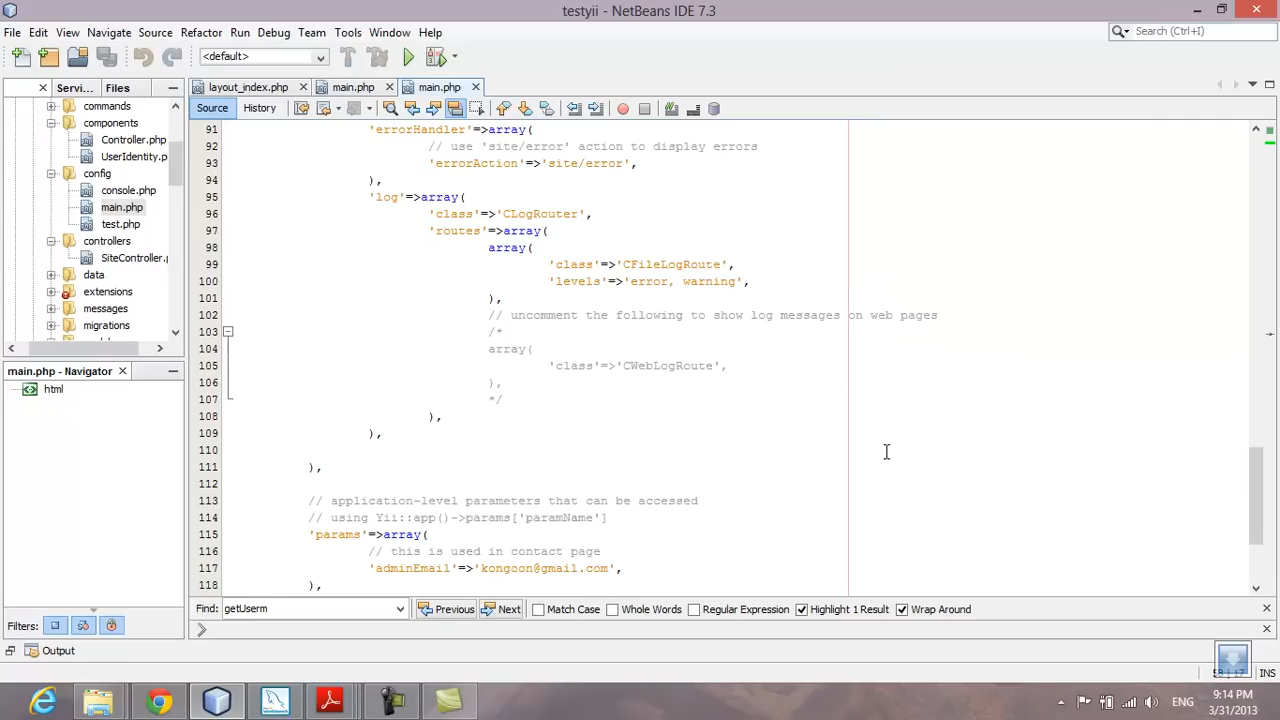 testyii - NetBeans IDE 7.3
File Edit View Navigate Source Refactor Run Debug Team Tools Window Help
Search (Ctrl+I)
<default>
Servi... Files
layout_index.php main.php main.php
Source History
commands
components
Controller.php
UserIdentity.p
config
console.php
main.php
test.php
controllers
SiteController.p
data
extensions
messages
migrations
main.php - Navigator
html
Filters:
91 'errorHandler'=>array(
92 // use 'site/error' action to display errors
93 'errorAction'=>'site/error',
94 ),
95 'log'=>array(
96 'class'=>'CLogRouter',
97 'routes'=>array(
98 array(
99 'class'=>'CFileLogRoute',
100 'levels'=>'error, warning',
101 ),
102 // uncomment the following to show log messages on web pages
103 /*
104 array(
105 'class'=>'CWebLogRoute',
106 ),
107 */
108 ),
109 ),
110
111 ),
112
113 // application-level parameters that can be accessed
114 // using Yii::app()->params['paramName']
115 'params'=>array(
116 // this is used in contact page
117 'adminEmail'=>'kongoon@gmail.com',
118 ),
Find: getUserm Previous Next Match Case Whole Words Regular Expression Highlight 1 Result Wrap Around
Output
INS
ENG
9:14 PM
3/31/2013